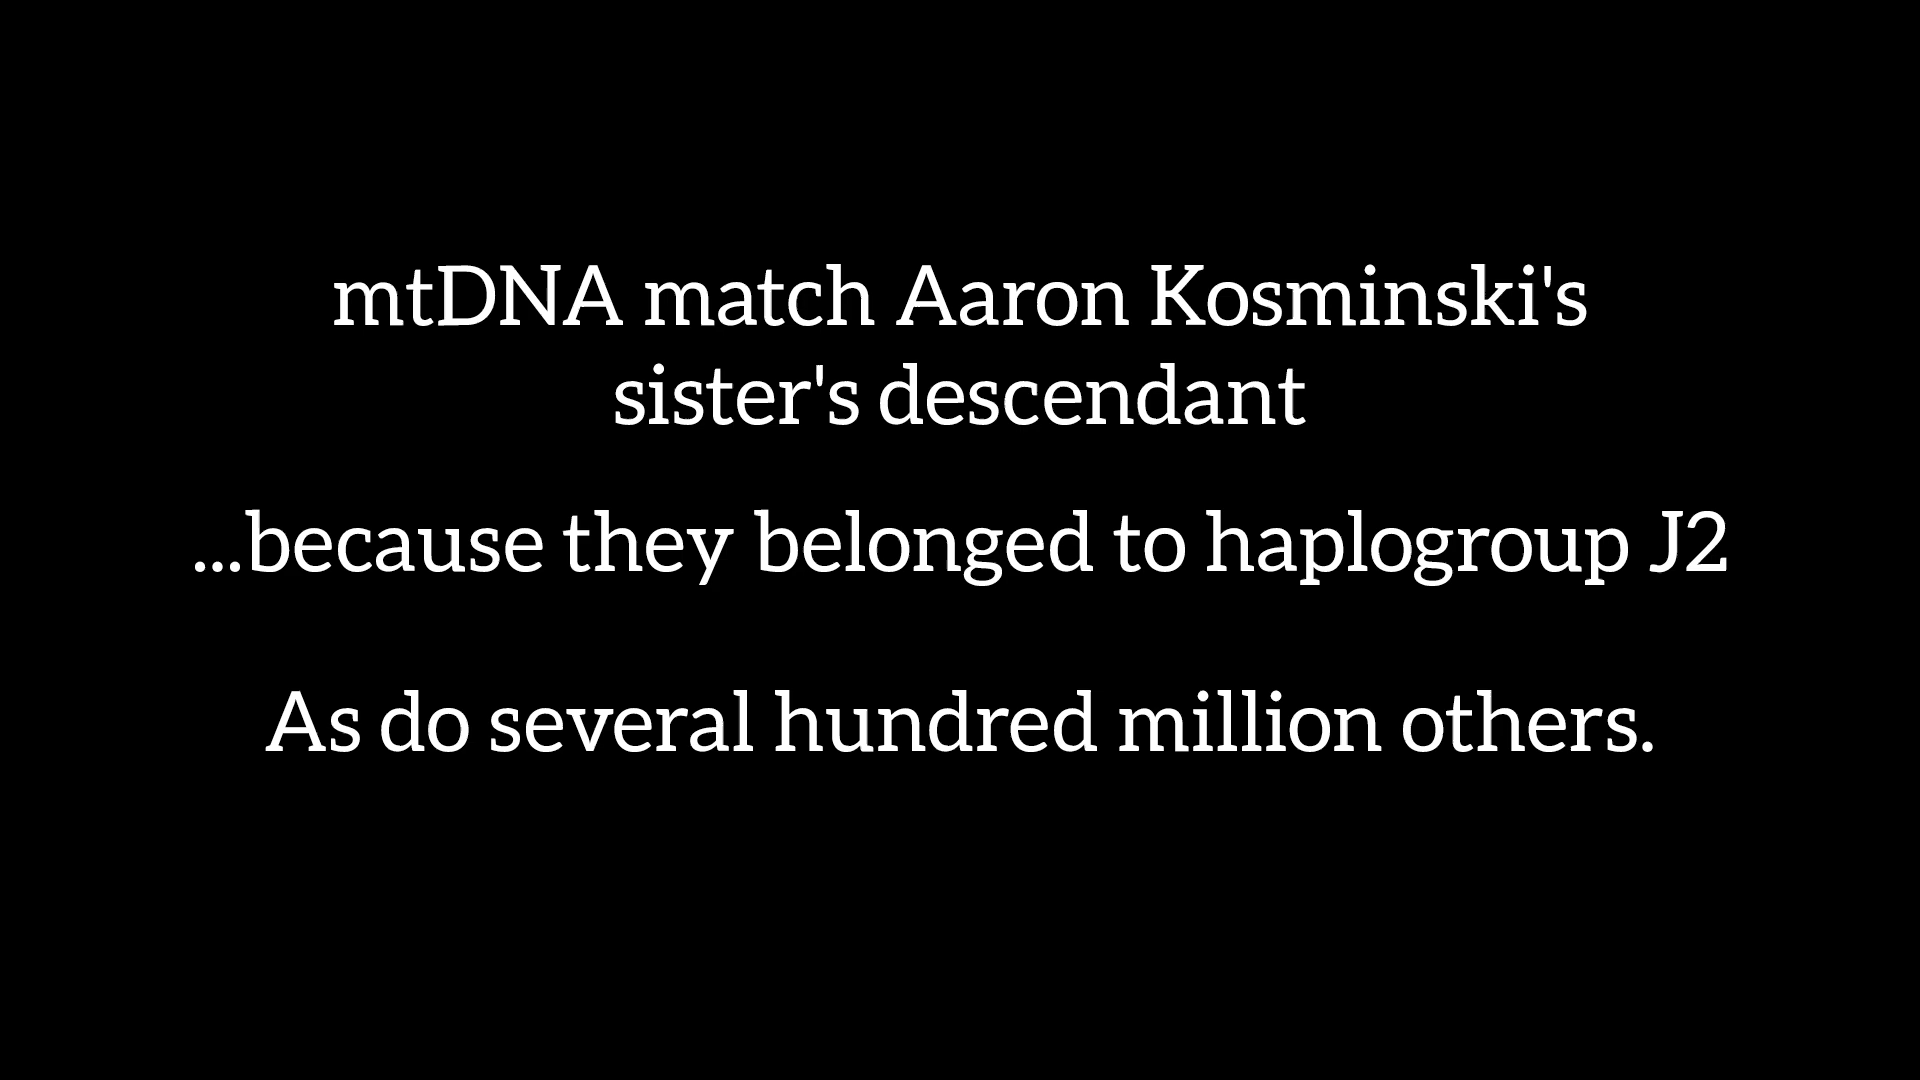 mtDNA match Aaron Kosminski's
sister's descendant
...because they belonged to haplogroup J2
As do several hundred million others.